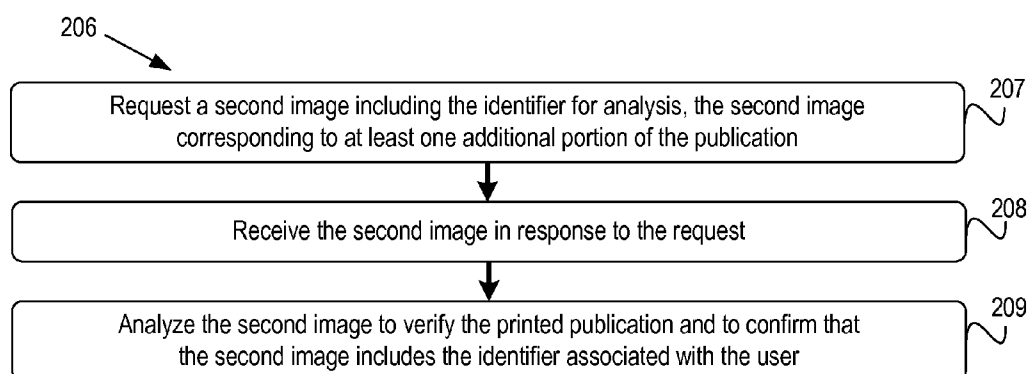 206
Request a second image including the identifier for analysis, the second image
corresponding to at least one additional portion of the publication
207
Receive the second image in response to the request
208
Analyze the second image to verify the printed publication and to confirm that
the second image includes the identifier associated with the user
209